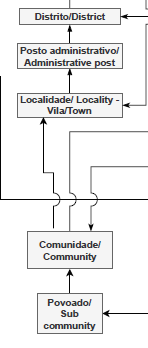 Distrito/District
Posto administrativo/
Administrative post
Localidade/ Locality -
Vila/Town
Comunidade/
Community
Povoado/
Sub
community